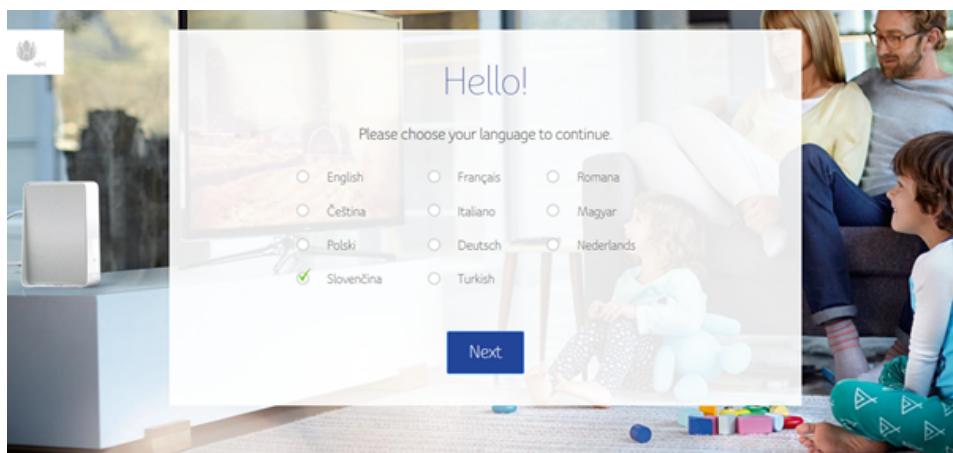 upc
Hello!
Please choose your language to continue.
English Français Romana
Čeština Italiano Magyar
Polski Deutsch Nederlands
Slovenčina Turkish
Next